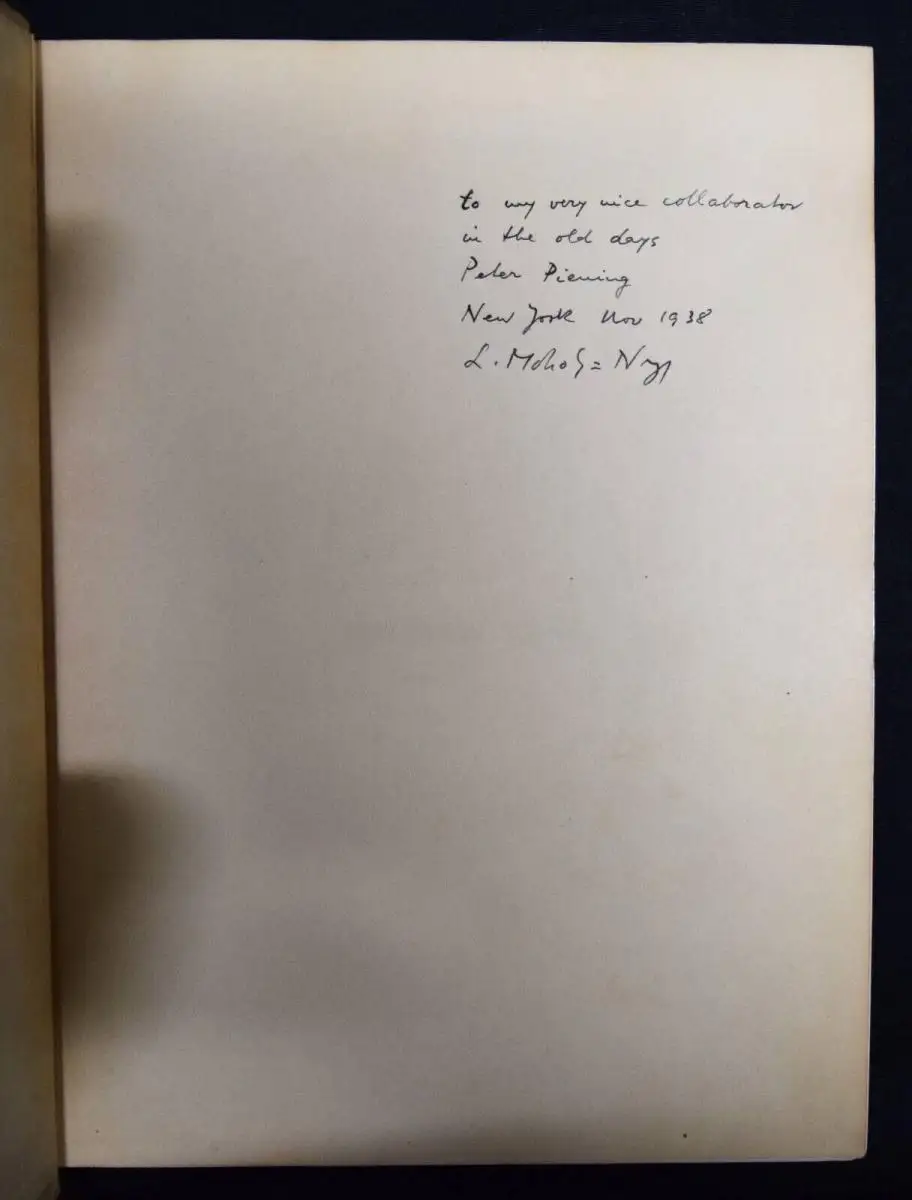 to my very nice collaborator
in the old days
Peter Piening
New York Nov 1938
L. Moholy=Nagy